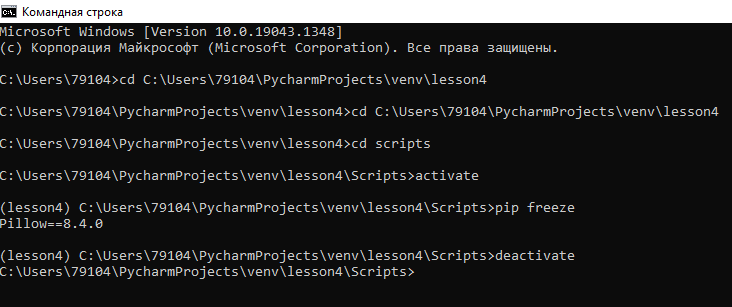 Командная строка
Microsoft Windows [Version 10.0.19043.1348]
(c) Корпорация Майкрософт (Microsoft Corporation). Все права защищены.
C:\Users\79104>cd C:\Users\79104\PycharmProjects\venv\lesson4
C:\Users\79104\PycharmProjects\venv\lesson4>cd C:\Users\79104\PycharmProjects\venv\lesson4
C:\Users\79104\PycharmProjects\venv\lesson4>cd scripts
C:\Users\79104\PycharmProjects\venv\lesson4\Scripts>activate
(lesson4) C:\Users\79104\PycharmProjects\venv\lesson4\Scripts>pip freeze
Pillow==8.4.0
(lesson4) C:\Users\79104\PycharmProjects\venv\lesson4\Scripts>deactivate
C:\Users\79104\PycharmProjects\venv\lesson4\Scripts>